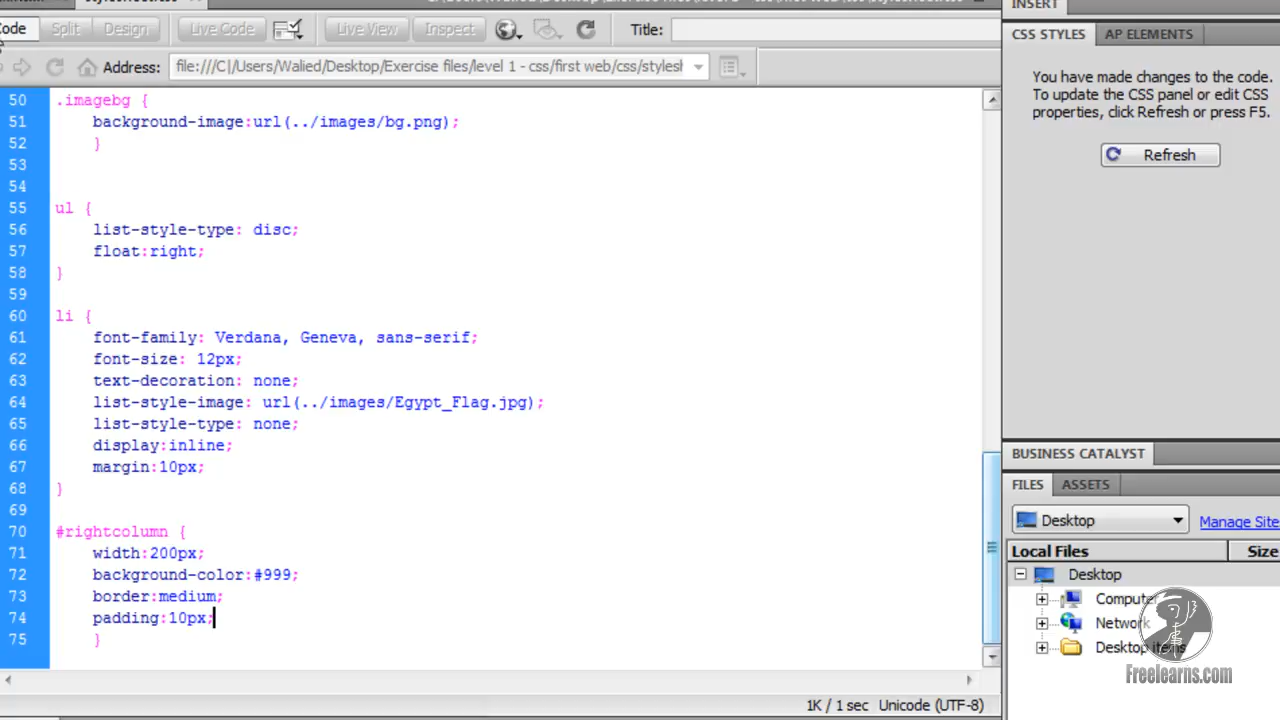 INSERT
Code Split Design Live Code Live View Inspect Title:
CSS STYLES AP ELEMENTS
Address: file:///C|/Users/Walied/Desktop/Exercise files/level 1 - css/first web/css/stylesh
You have made changes to the code.
To update the CSS panel or edit CSS
properties, click Refresh or press F5.
Refresh
50 .imagebg {
51 background-image:url(../images/bg.png);
52 }
53
54
55 ul {
56 list-style-type: disc;
57 float:right;
58 }
59
60 li {
61 font-family: Verdana, Geneva, sans-serif;
62 font-size: 12px;
63 text-decoration: none;
64 list-style-image: url(../images/Egypt_Flag.jpg);
65 list-style-type: none;
66 display:inline;
67 margin:10px;
68 }
69
70 #rightcolumn {
71 width:200px;
72 background-color:#999;
73 border:medium;
74 padding:10px;
75 }
1K / 1 sec Unicode (UTF-8)
BUSINESS CATALYST
FILES ASSETS
Desktop Manage Site
Local Files Size
Desktop
Computer
Network
Desktop items
Freelearns.com